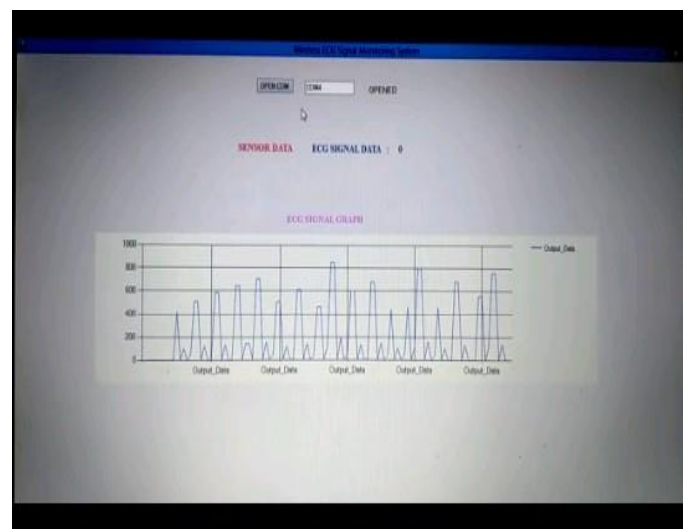 Wireless ECG Signal Monitoring System
OPEN COM COM4 OPENED
SENSOR DATA ECG SIGNAL DATA : 0
ECG SIGNAL GRAPH
1000
800
600
400
200
0
Output_Data
Output_Data Output_Data Output_Data Output_Data Output_Data